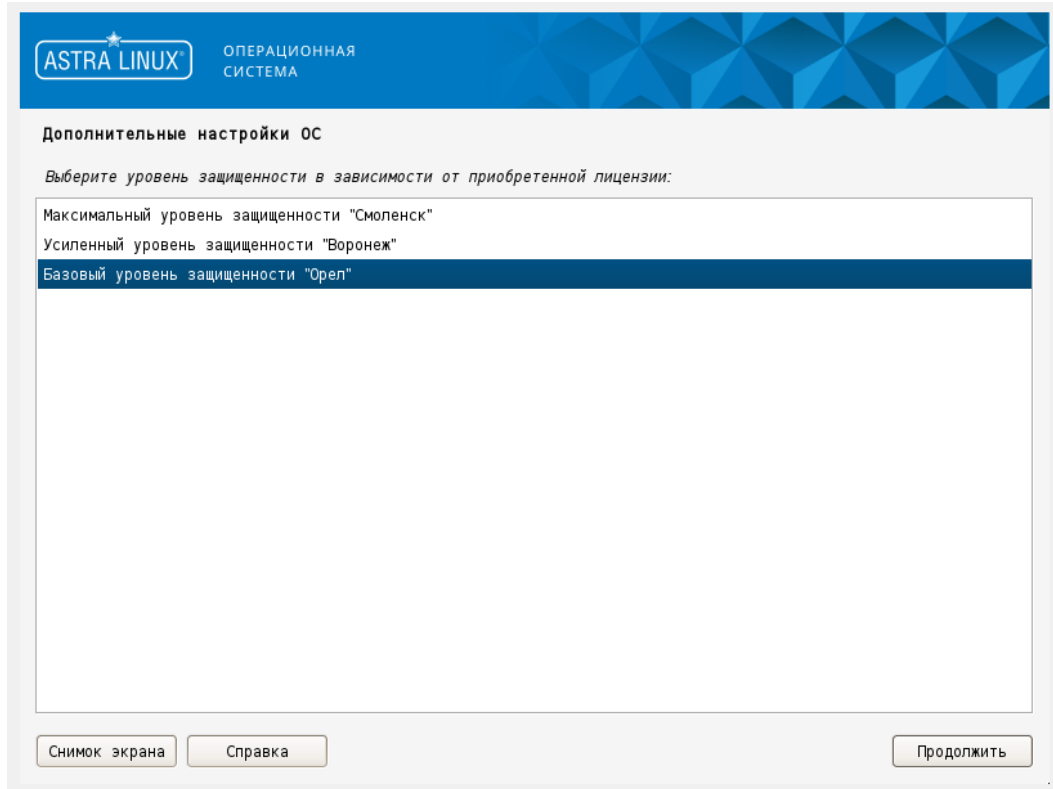 ASTRA LINUX®
ОПЕРАЦИОННАЯ
СИСТЕМА
Дополнительные настройки ОС
Выберите уровень защищенности в зависимости от приобретенной лицензии:
Максимальный уровень защищенности "Смоленск"
Усиленный уровень защищенности "Воронеж"
Базовый уровень защищенности "Орел"
Снимок экрана
Справка
Продолжить